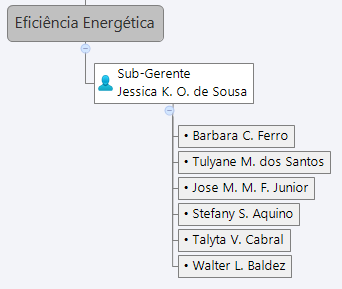 Eficiência Energética
Sub-Gerente
Jessica K. O. de Sousa
• Barbara C. Ferro
• Tulyane M. dos Santos
• Jose M. M. F. Junior
• Stefany S. Aquino
• Talyta V. Cabral
• Walter L. Baldez